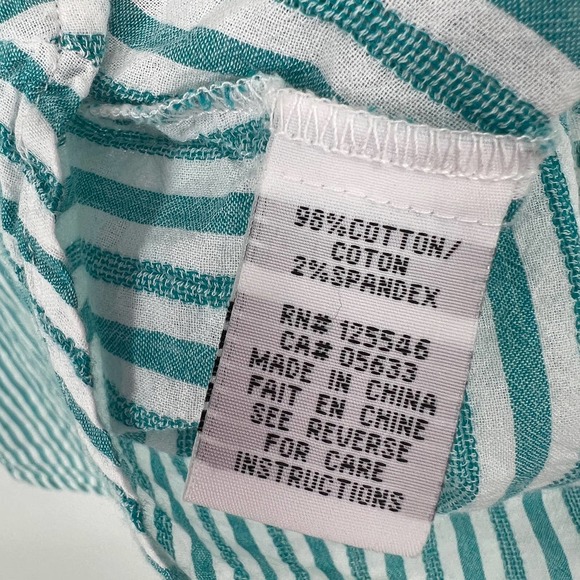 98%COTTON/
COTON
2%SPANDEX
RN# 125546
CA# 05633
MADE IN CHINA
FAIT EN CHINE
SEE REVERSE
FOR CARE
INSTRUCTIONS